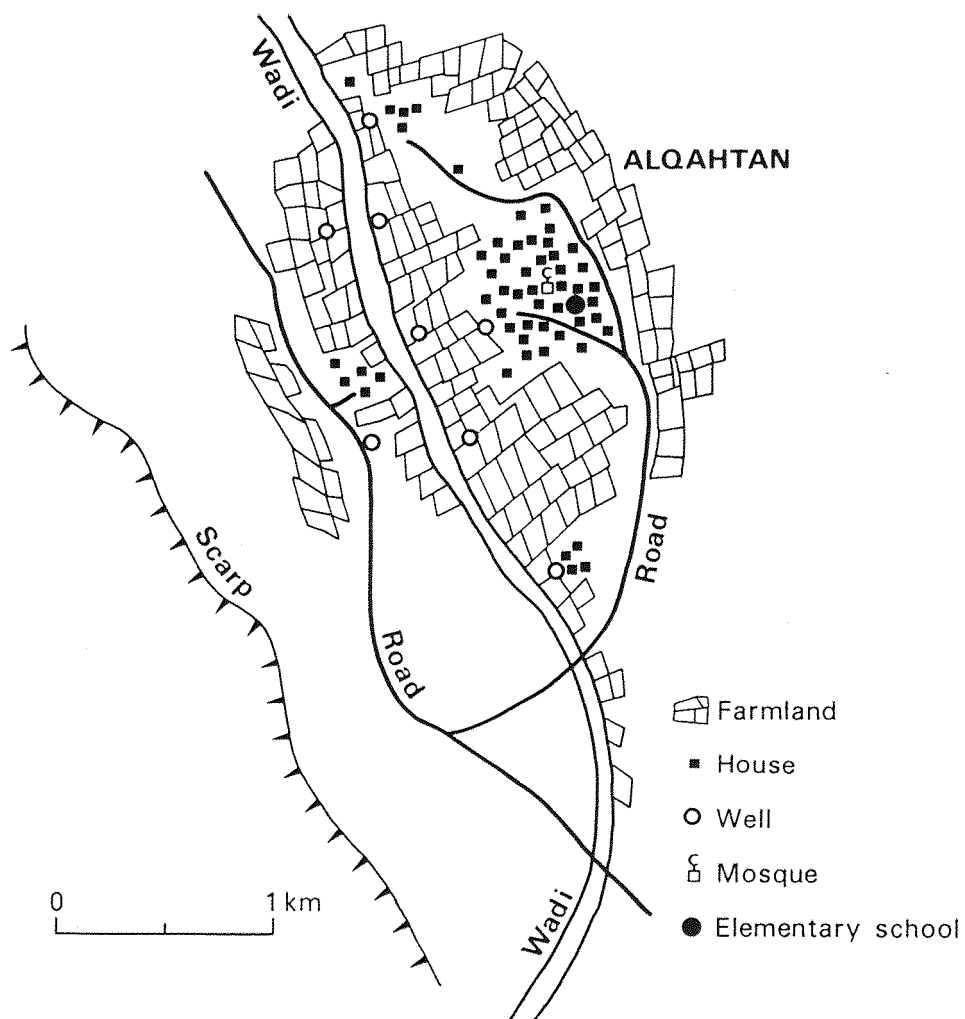 Wadi
ALQAHTAN
Scarp
Road
Road
Farmland
House
Well
Mosque
Elementary school
0
1 km
Wadi